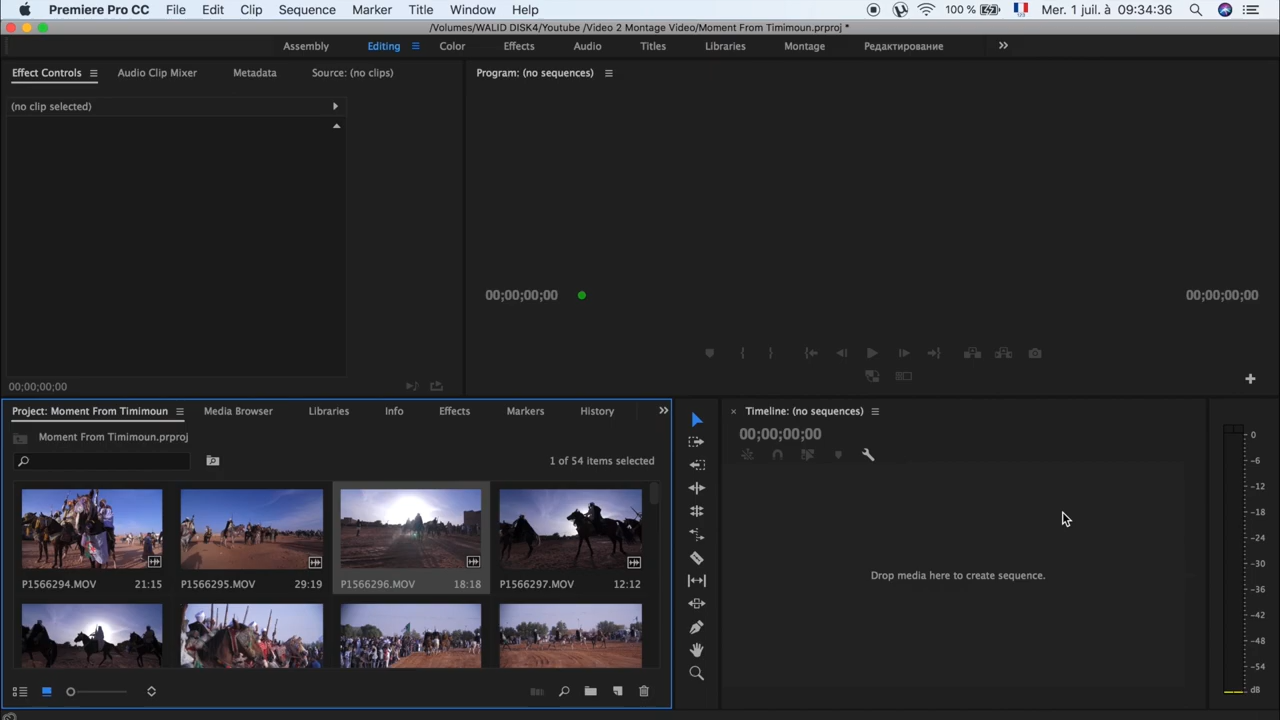 Premiere Pro CC File Edit Clip Sequence Marker Title Window Help 100 % Mer. 1 juil. à 09:34:36
/Volumes/WALID DISK4/Youtube /Video 2 Montage Video/Moment From Timimoun.prproj *
Assembly Editing Color Effects Audio Titles Libraries Montage Редактирование
Effect Controls Audio Clip Mixer Metadata Source: (no clips) Program: (no sequences)
(no clip selected)
00;00;00;00 00;00;00;00
00;00;00;00
Project: Moment From Timimoun Media Browser Libraries Info Effects Markers History Timeline: (no sequences)
Moment From Timimoun.prproj 00;00;00;00
1 of 54 items selected
P1566294.MOV 21:15 P1566295.MOV 29:19 P1566296.MOV 18:18 P1566297.MOV 12:12
Drop media here to create sequence.
0
-6
-12
-18
-24
-30
-36
-42
-48
-54
dB